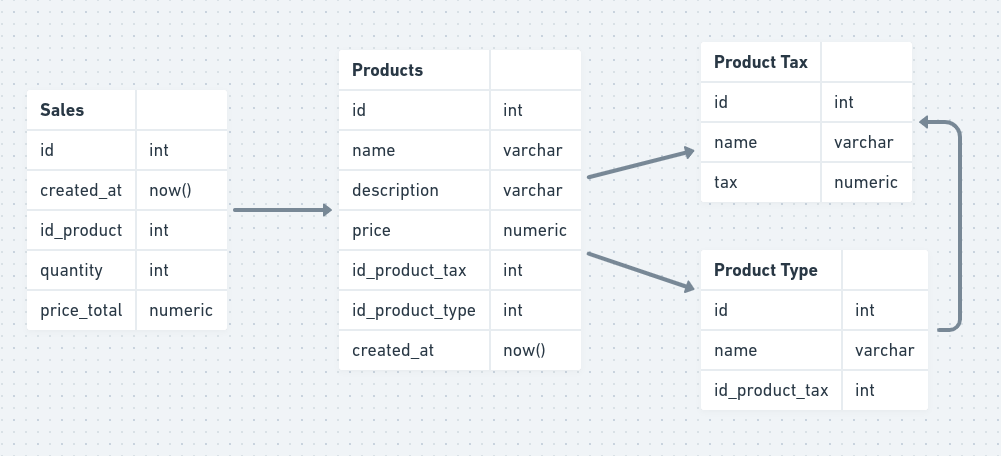 Sales
id int
created_at now()
id_product int
quantity int
price_total numeric
Products
id int
name varchar
description varchar
price numeric
id_product_tax int
id_product_type int
created_at now()
Product Tax
id int
name varchar
tax numeric
Product Type
id int
name varchar
id_product_tax int